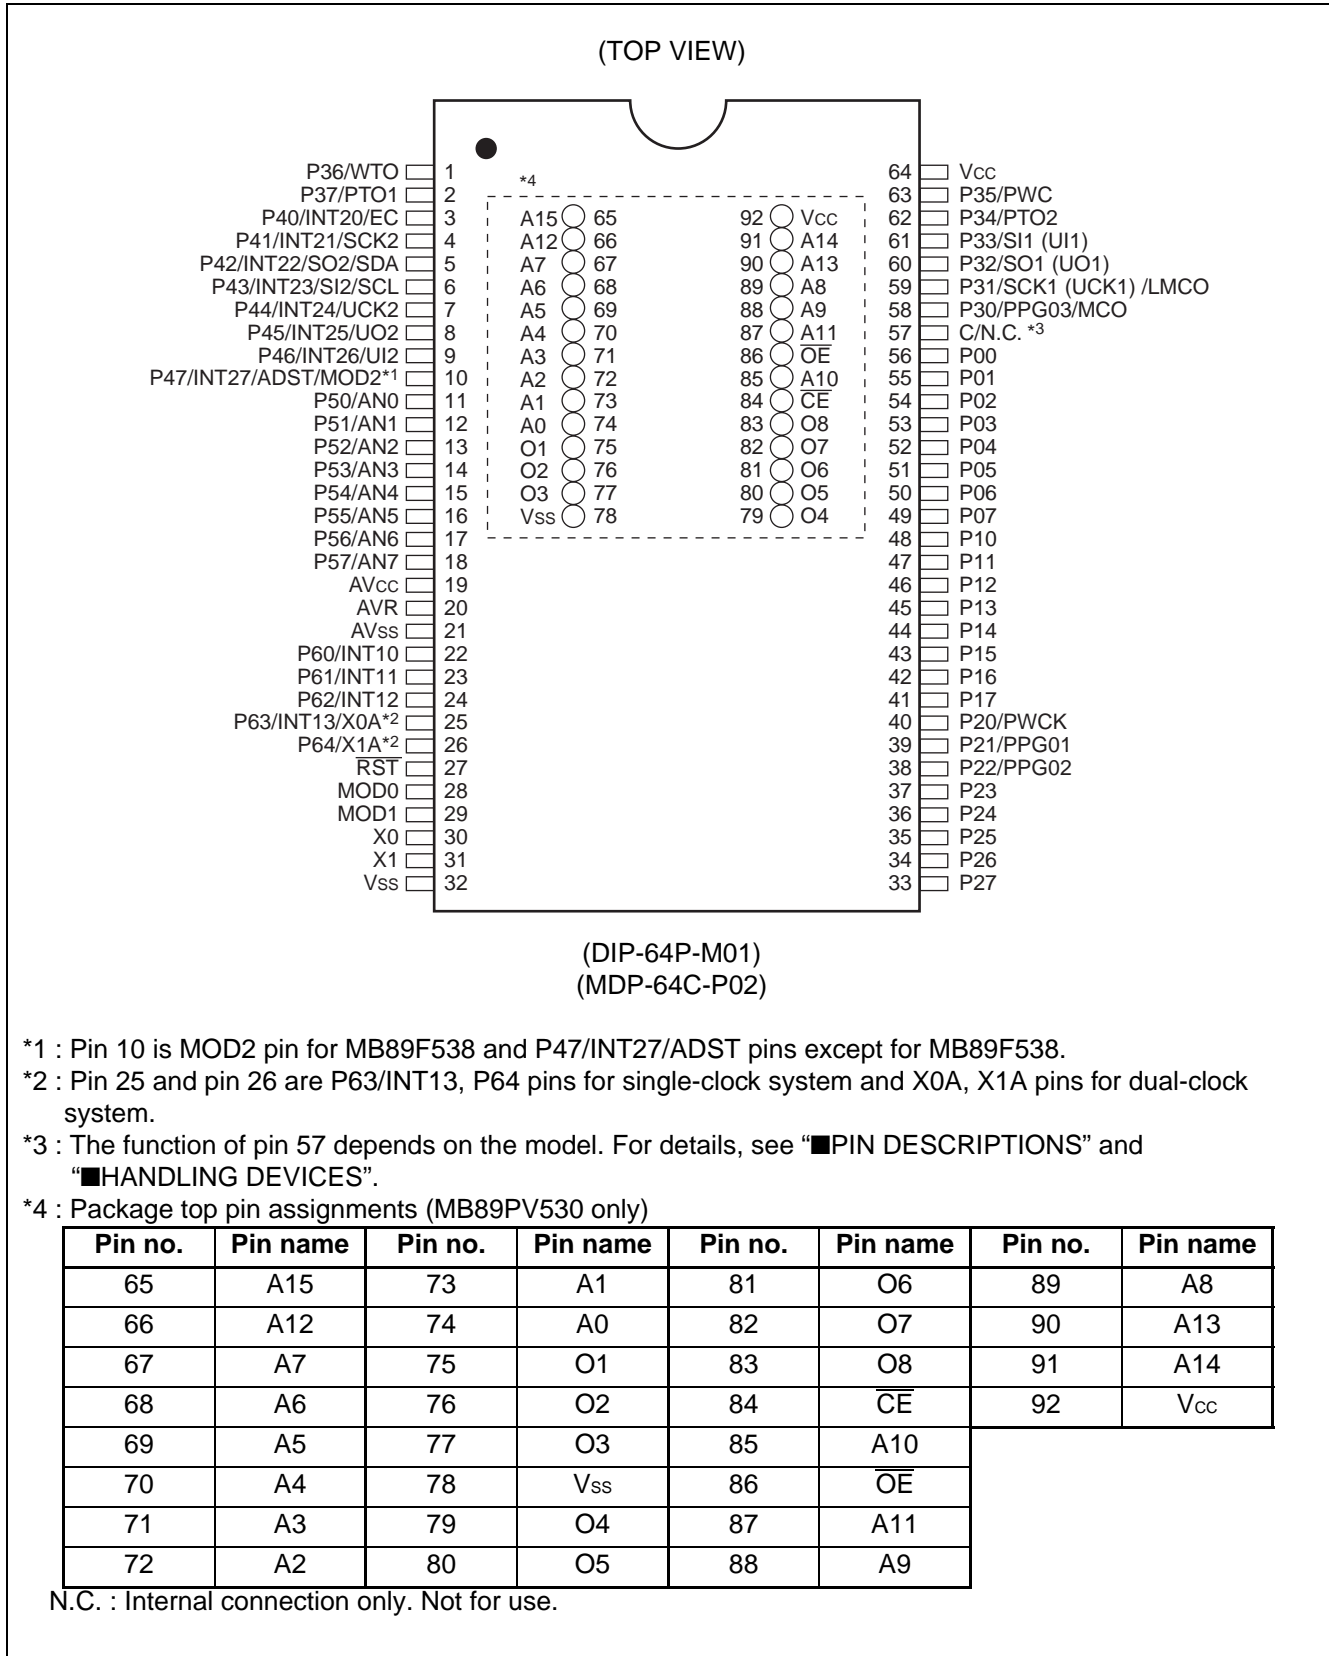 (TOP VIEW)
P36/WTO 1 *4 64 Vcc
P37/PTO1 2 63 P35/PWC
P40/INT20/EC 3 A15 65 92 Vcc 62 P34/PTO2
P41/INT21/SCK2 4 A12 66 91 A14 61 P33/SI1 (UI1)
P42/INT22/SO2/SDA 5 A7 67 90 A13 60 P32/SO1 (UO1)
P43/INT23/SI2/SCL 6 A6 68 89 A8 59 P31/SCK1 (UCK1) /LMCO
P44/INT24/UCK2 7 A5 69 88 A9 58 P30/PPG03/MCO
P45/INT25/UO2 8 A4 70 87 A11 57 C/N.C. *3
P46/INT26/UI2 9 A3 71 86 O̅E̅ 56 P00
P47/INT27/ADST/MOD2*1 10 A2 72 85 A10 55 P01
P50/AN0 11 A1 73 84 C̅E̅ 54 P02
P51/AN1 12 A0 74 83 O8 53 P03
P52/AN2 13 O1 75 82 O7 52 P04
P53/AN3 14 O2 76 81 O6 51 P05
P54/AN4 15 O3 77 80 O5 50 P06
P55/AN5 16 Vss 78 79 O4 49 P07
P56/AN6 17 48 P10
P57/AN7 18 47 P11
AVcc 19 46 P12
AVR 20 45 P13
AVss 21 44 P14
P60/INT10 22 43 P15
P61/INT11 23 42 P16
P62/INT12 24 41 P17
P63/INT13/X0A*2 25 40 P20/PWCK
P64/X1A*2 26 39 P21/PPG01
R̅S̅T̅ 27 38 P22/PPG02
MOD0 28 37 P23
MOD1 29 36 P24
X0 30 35 P25
X1 31 34 P26
Vss 32 33 P27
(DIP-64P-M01)
(MDP-64C-P02)
*1 : Pin 10 is MOD2 pin for MB89F538 and P47/INT27/ADST pins except for MB89F538.
*2 : Pin 25 and pin 26 are P63/INT13, P64 pins for single-clock system and X0A, X1A pins for dual-clock
system.
*3 : The function of pin 57 depends on the model. For details, see “■PIN DESCRIPTIONS” and
“■HANDLING DEVICES”.
*4 : Package top pin assignments (MB89PV530 only)
Pin no. Pin name Pin no. Pin name Pin no. Pin name Pin no. Pin name
65 A15 73 A1 81 O6 89 A8
66 A12 74 A0 82 O7 90 A13
67 A7 75 O1 83 O8 91 A14
68 A6 76 O2 84 C̅E̅ 92 Vcc
69 A5 77 O3 85 A10
70 A4 78 Vss 86 O̅E̅
71 A3 79 O4 87 A11
72 A2 80 O5 88 A9
N.C. : Internal connection only. Not for use.